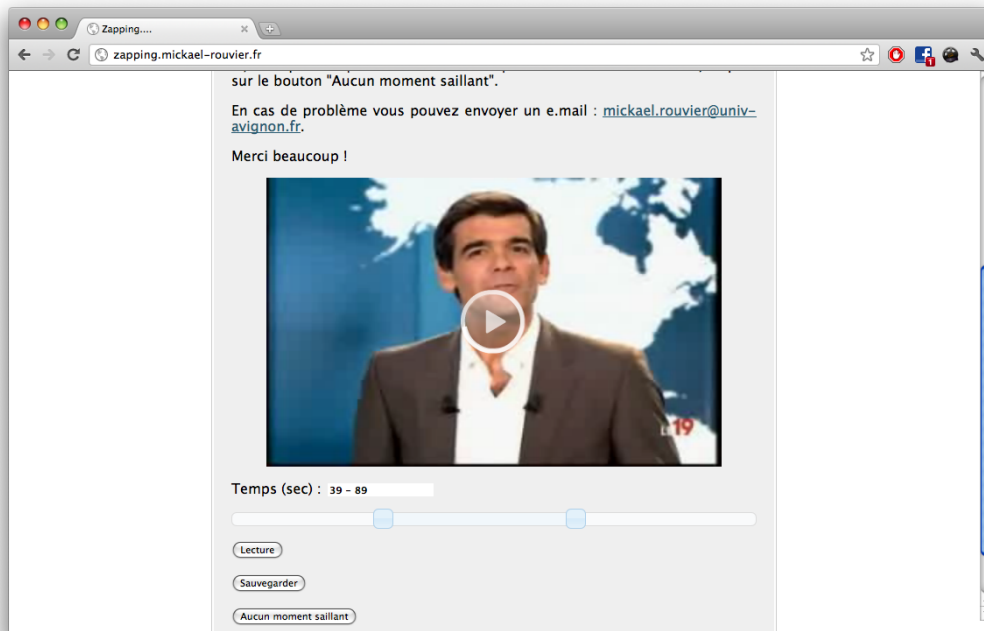 Zapping....
zapping.mickael-rouvier.fr
1
sur le bouton "Aucun moment saillant".
En cas de problème vous pouvez envoyer un e.mail : mickael.rouvier@univ-
avignon.fr.
Merci beaucoup !
19
Temps (sec) : 39 - 89
Lecture
Sauvegarder
Aucun moment saillant